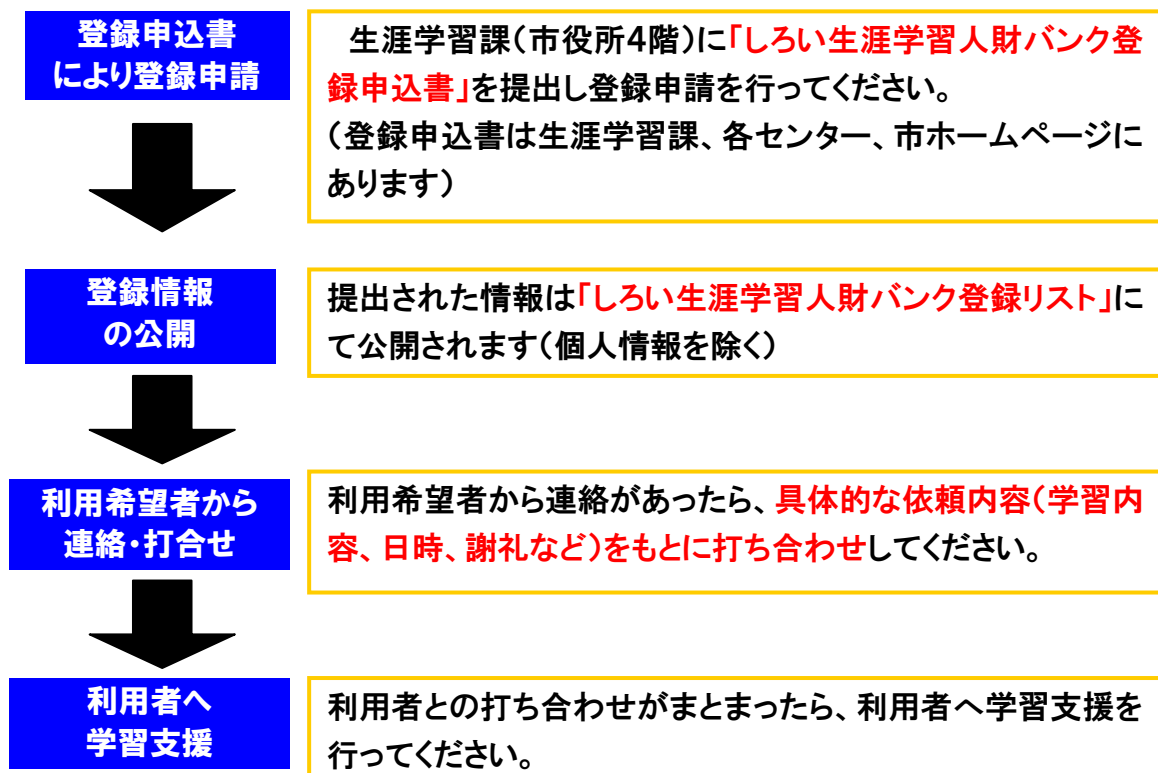 登録申込書
により登録申請
生涯学習課(市役所4階)に「しろい生涯学習人財バンク登
録申込書」を提出し登録申請を行ってください。
(登録申込書は生涯学習課、各センター、市ホームページに
あります)
登録情報
の公開
提出された情報は「しろい生涯学習人財バンク登録リスト」に
て公開されます(個人情報を除く)
利用希望者から
連絡・打合せ
利用希望者から連絡があったら、具体的な依頼内容(学習内
容、日時、謝礼など)をもとに打ち合わせしてください。
利用者へ
学習支援
利用者との打ち合わせがまとまったら、利用者へ学習支援を
行ってください。